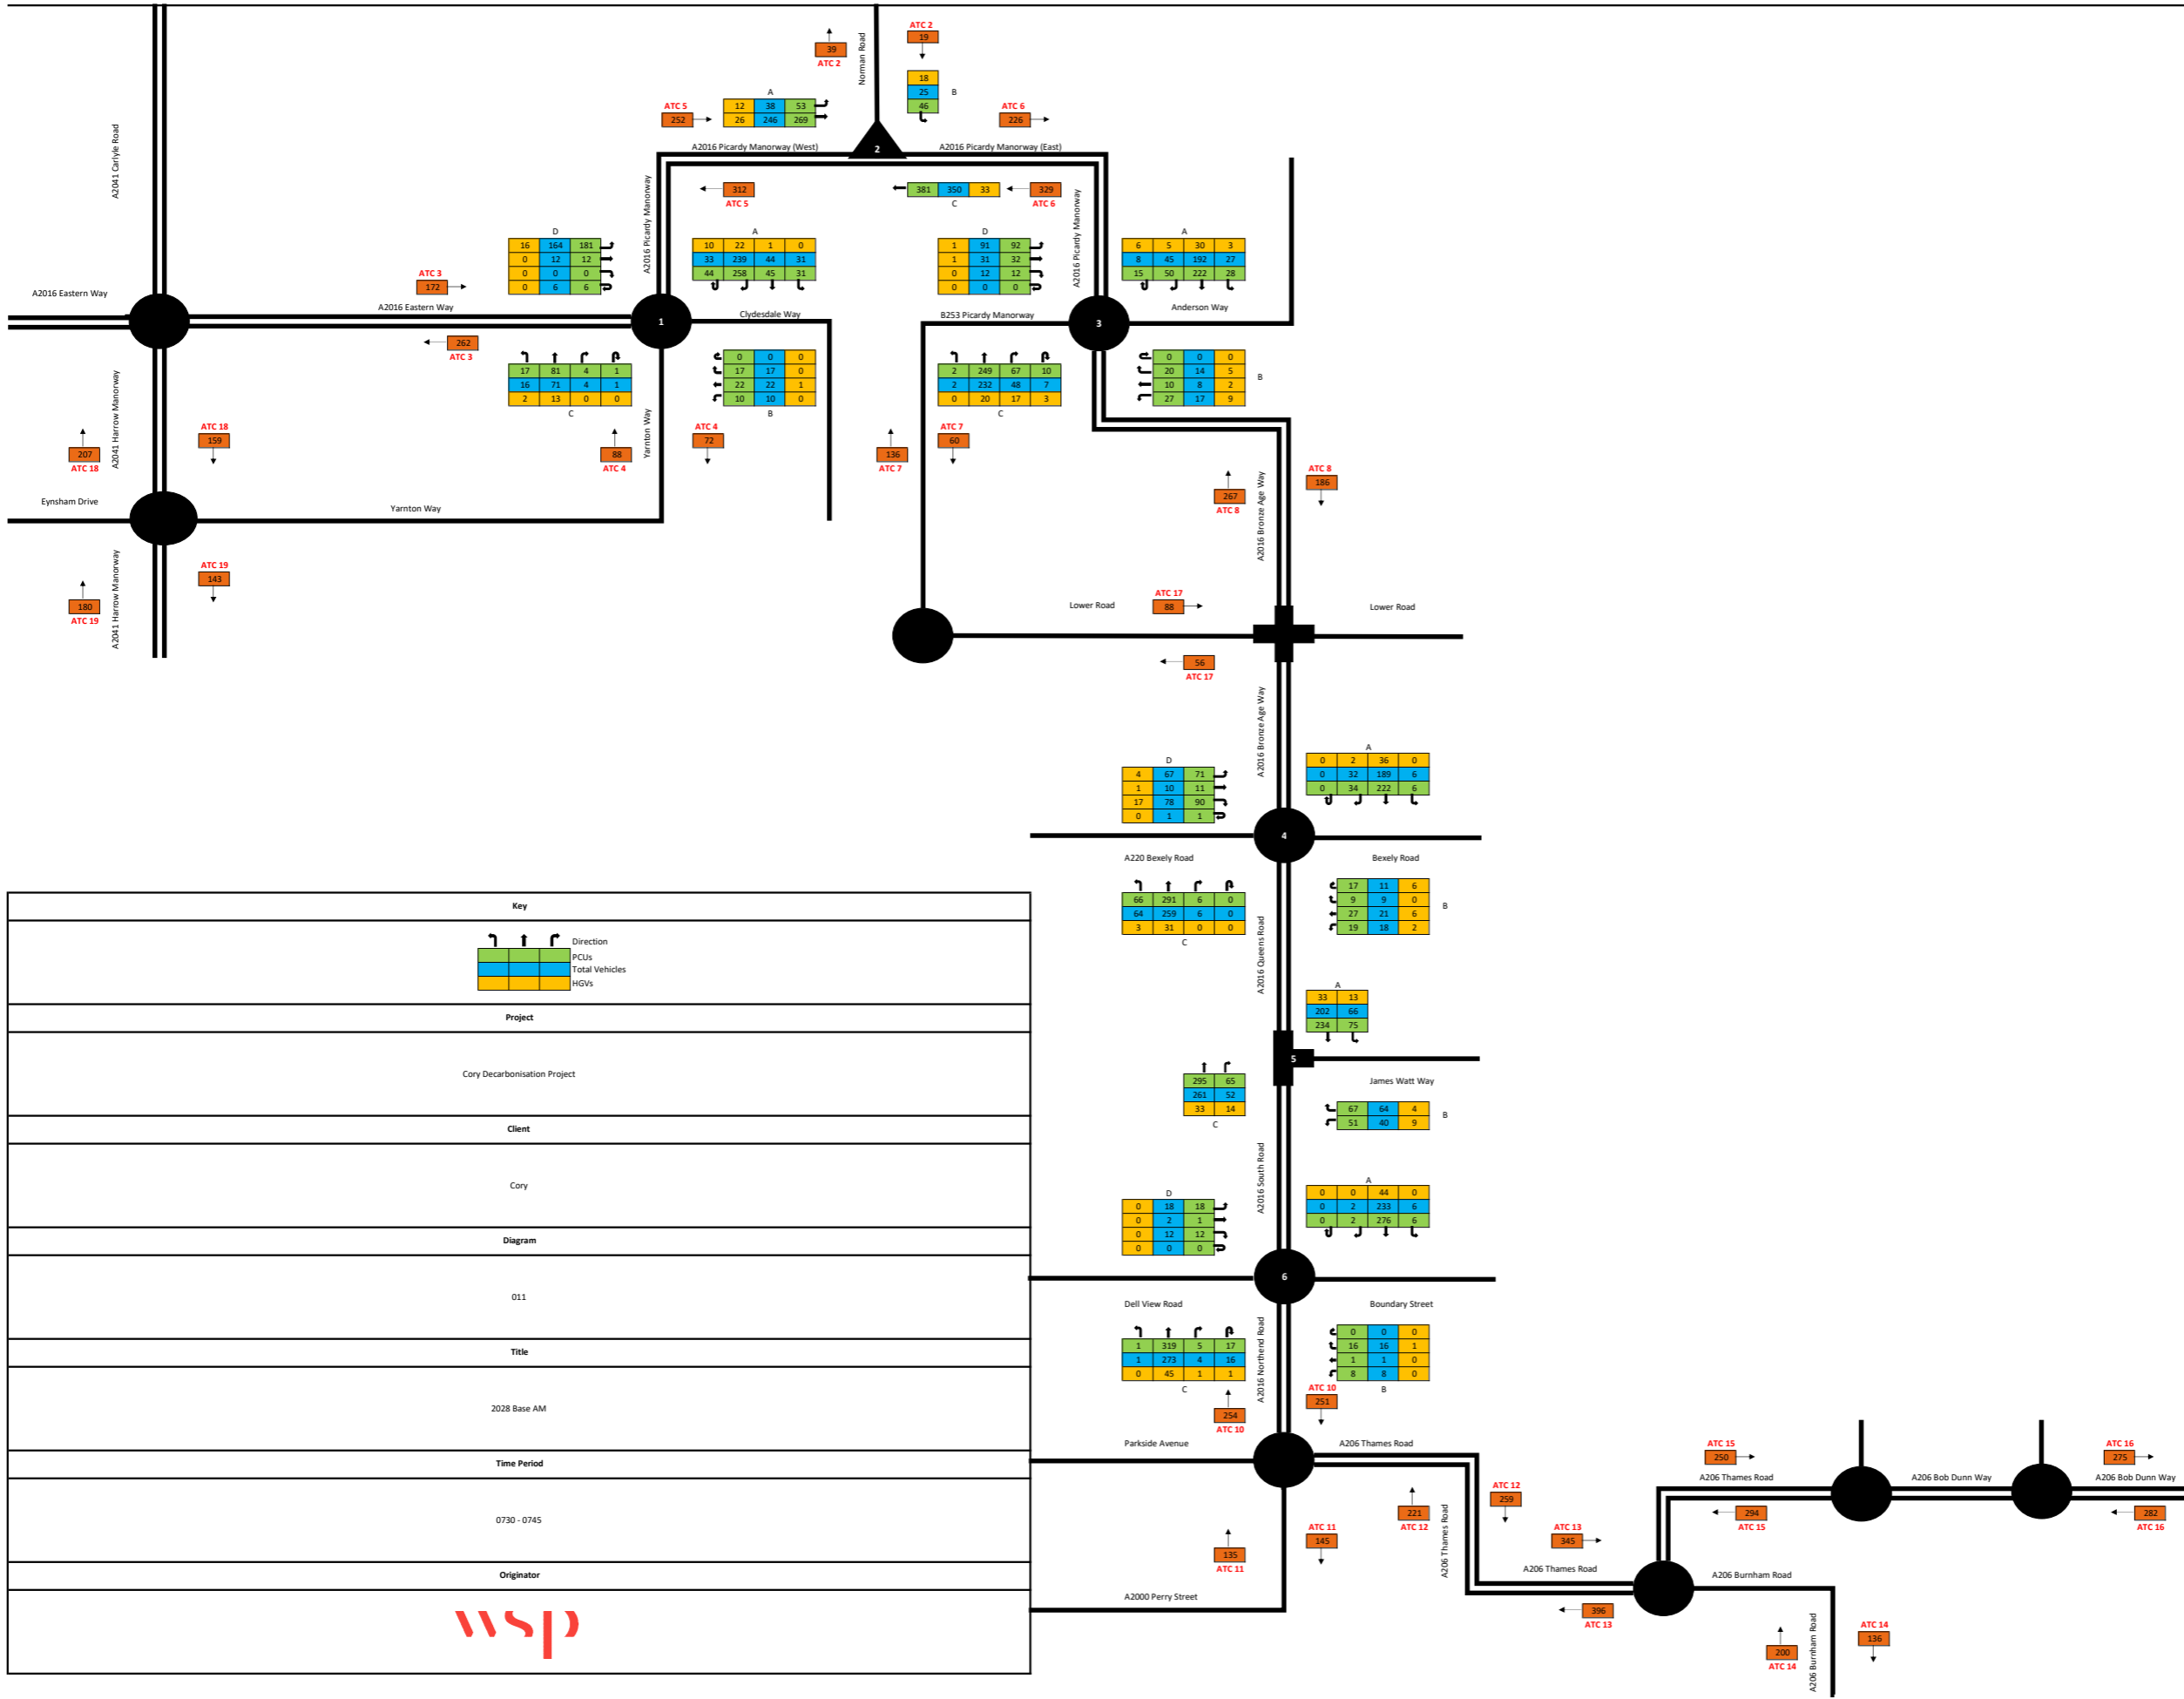 ATC 2
19
39
ATC 2
Norman Road
18
25
46
B
A
12 38 53
26 246 269
ATC 5
252
ATC 6
226
A2016 Picardy Manorway (West)
2
A2016 Picardy Manorway (East)
312
ATC 5
381 350 33
C
329
ATC 6
A2041 Carlyle Road
A2016 Picardy Manorway
A2016 Picardy Manorway
D
16 164 181
0 12 12
0 0 0
0 6 6
A
10 22 1 0
33 239 44 31
44 258 45 31
D
1 91 92
1 31 32
0 12 12
0 0 0
A
6 5 30 3
8 45 192 27
15 50 222 28
ATC 3
172
A2016 Eastern Way
A2016 Eastern Way
1
Clydesdale Way
B253 Picardy Manorway
3
Anderson Way
262
ATC 3
17 81 4 1
16 71 4 1
2 13 0 0
C
0 0 0
17 17 0
22 22 1
10 10 0
B
2 249 67 10
2 232 48 7
0 20 17 3
C
0 0 0
20 14 5
10 8 2
27 17 9
B
A2041 Harrow Manorway
ATC 18
159
207
ATC 18
Yarnton Way
88
ATC 4
ATC 4
72
136
ATC 7
ATC 7
60
267
ATC 8
A2016 Bronze Age Way
ATC 8
186
Eynsham Drive
Yarnton Way
A2041 Harrow Manorway
ATC 19
143
180
ATC 19
Lower Road
ATC 17
88
Lower Road
56
ATC 17
A2016 Bronze Age Way
D
4 67 71
1 10 11
17 78 90
0 1 1
A
0 2 36 0
0 32 189 6
0 34 222 6
4
A220 Bexely Road
Bexely Road
66 291 6 0
64 259 6 0
3 31 0 0
C
A2016 Queens Road
17 11 6
9 9 0
27 21 6
19 18 2
B
A
33 13
202 66
234 75
5
James Watt Way
295 65
261 52
33 14
C
67 64 4
51 40 9
B
A2016 South Road
D
0 18 18
0 2 1
0 12 12
0 0 0
A
0 0 44 0
0 2 233 6
0 2 276 6
6
Dell View Road
Boundary Street
1 319 5 17
1 273 4 16
0 45 1 1
C
A2016 Northend Road
0 0 0
16 16 1
1 1 0
8 8 0
B
254
ATC 10
ATC 10
251
Parkside Avenue
A206 Thames Road
135
ATC 11
ATC 11
145
A2000 Perry Street
221
ATC 12
A206 Thames Road
ATC 12
259
ATC 13
345
A206 Thames Road
396
ATC 13
ATC 15
250
A206 Thames Road
294
ATC 15
A206 Bob Dunn Way
ATC 16
275
A206 Bob Dunn Way
282
ATC 16
A206 Burnham Road
200
ATC 14
A206 Burnham Road
ATC 14
136
Key
Direction
PCUs
Total Vehicles
HGVs
Project
Cory Decarbonisation Project
Client
Cory
Diagram
011
Title
2028 Base AM
Time Period
0730 - 0745
Originator
wsp